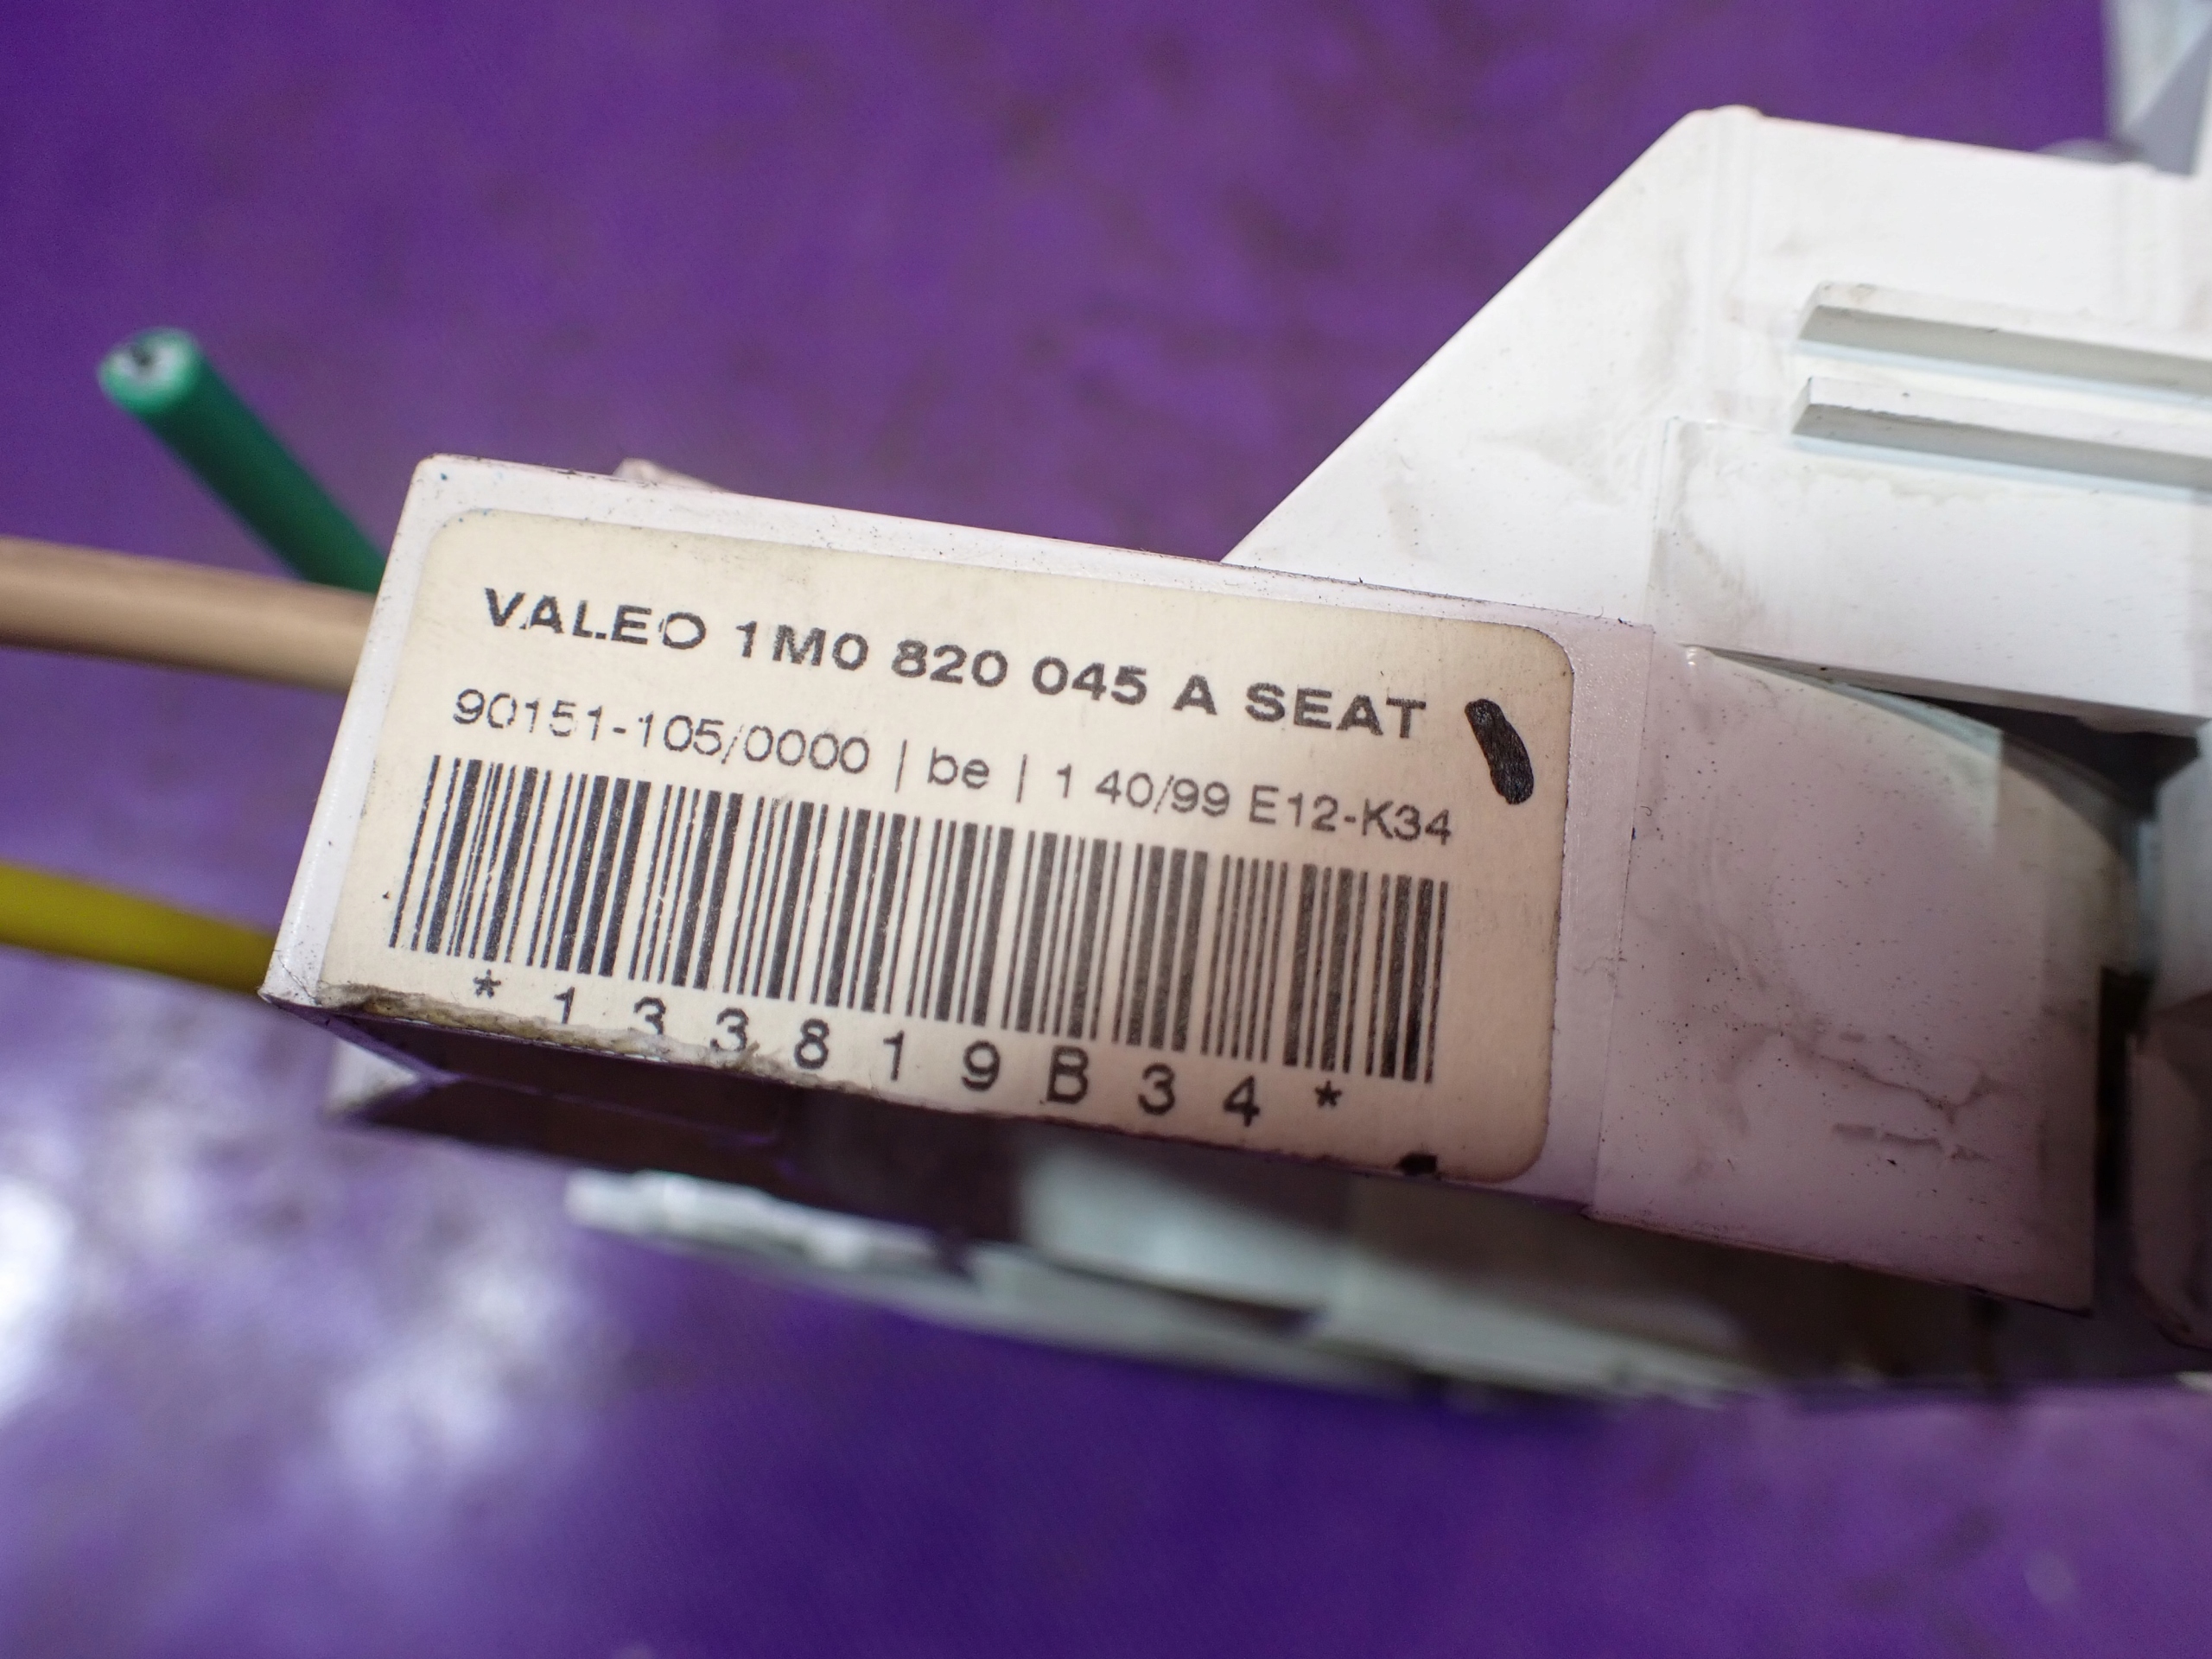 VALEO 1M0 820 045 A SEAT
90151-105/0000 | be | 1 40/99 E12-K34
*133819B34*